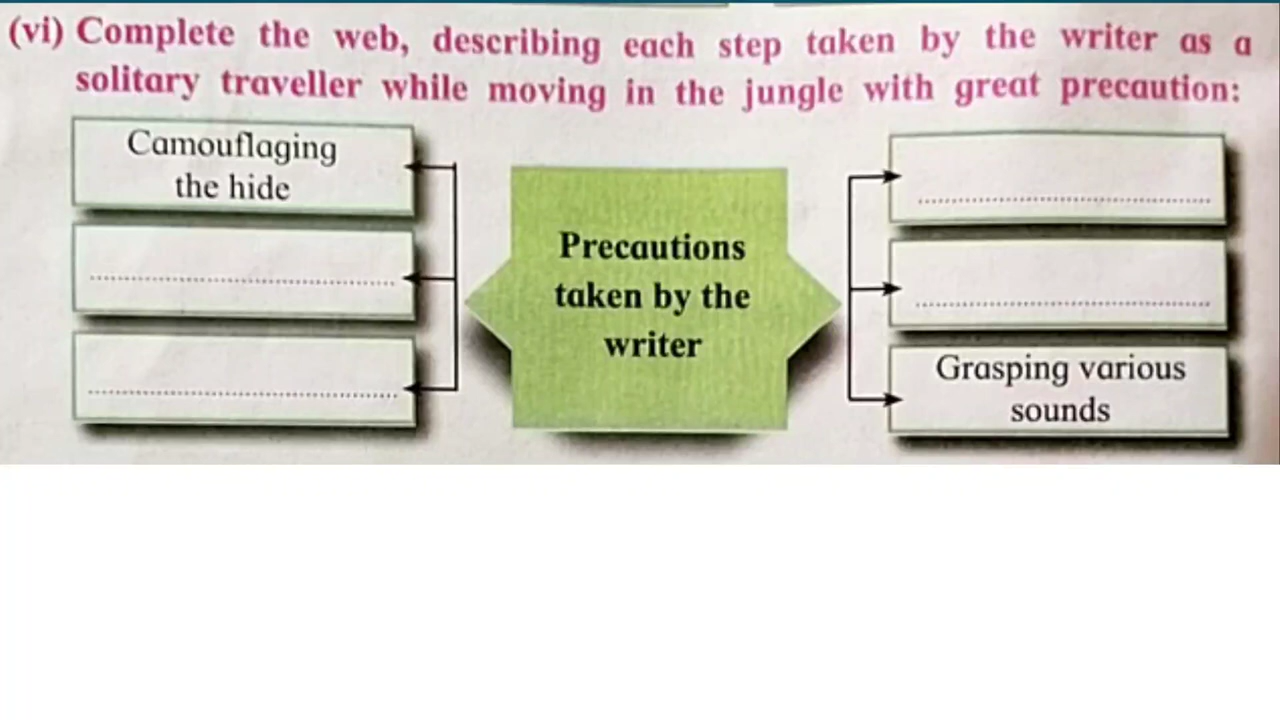 (vi) Complete the web, describing each step taken by the writer as a
solitary traveller while moving in the jungle with great precaution:
Camouflaging
the hide
Precautions
taken by the
writer
Grasping various
sounds